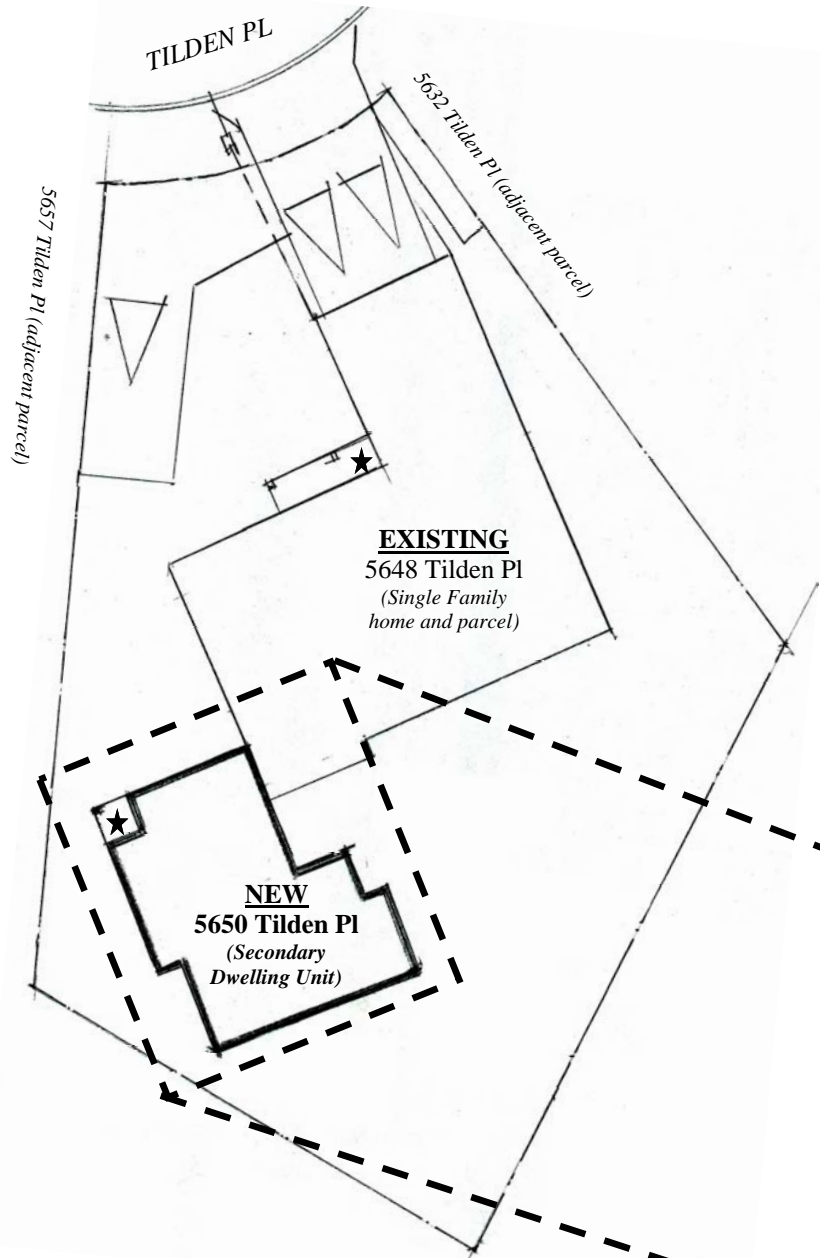 TILDEN PL
5632 Tilden Pl (adjacent parcel)
5657 Tilden Pl (adjacent parcel)
EXISTING
5648 Tilden Pl
(Single Family
home and parcel)
NEW
5650 Tilden Pl
(Secondary
Dwelling Unit)